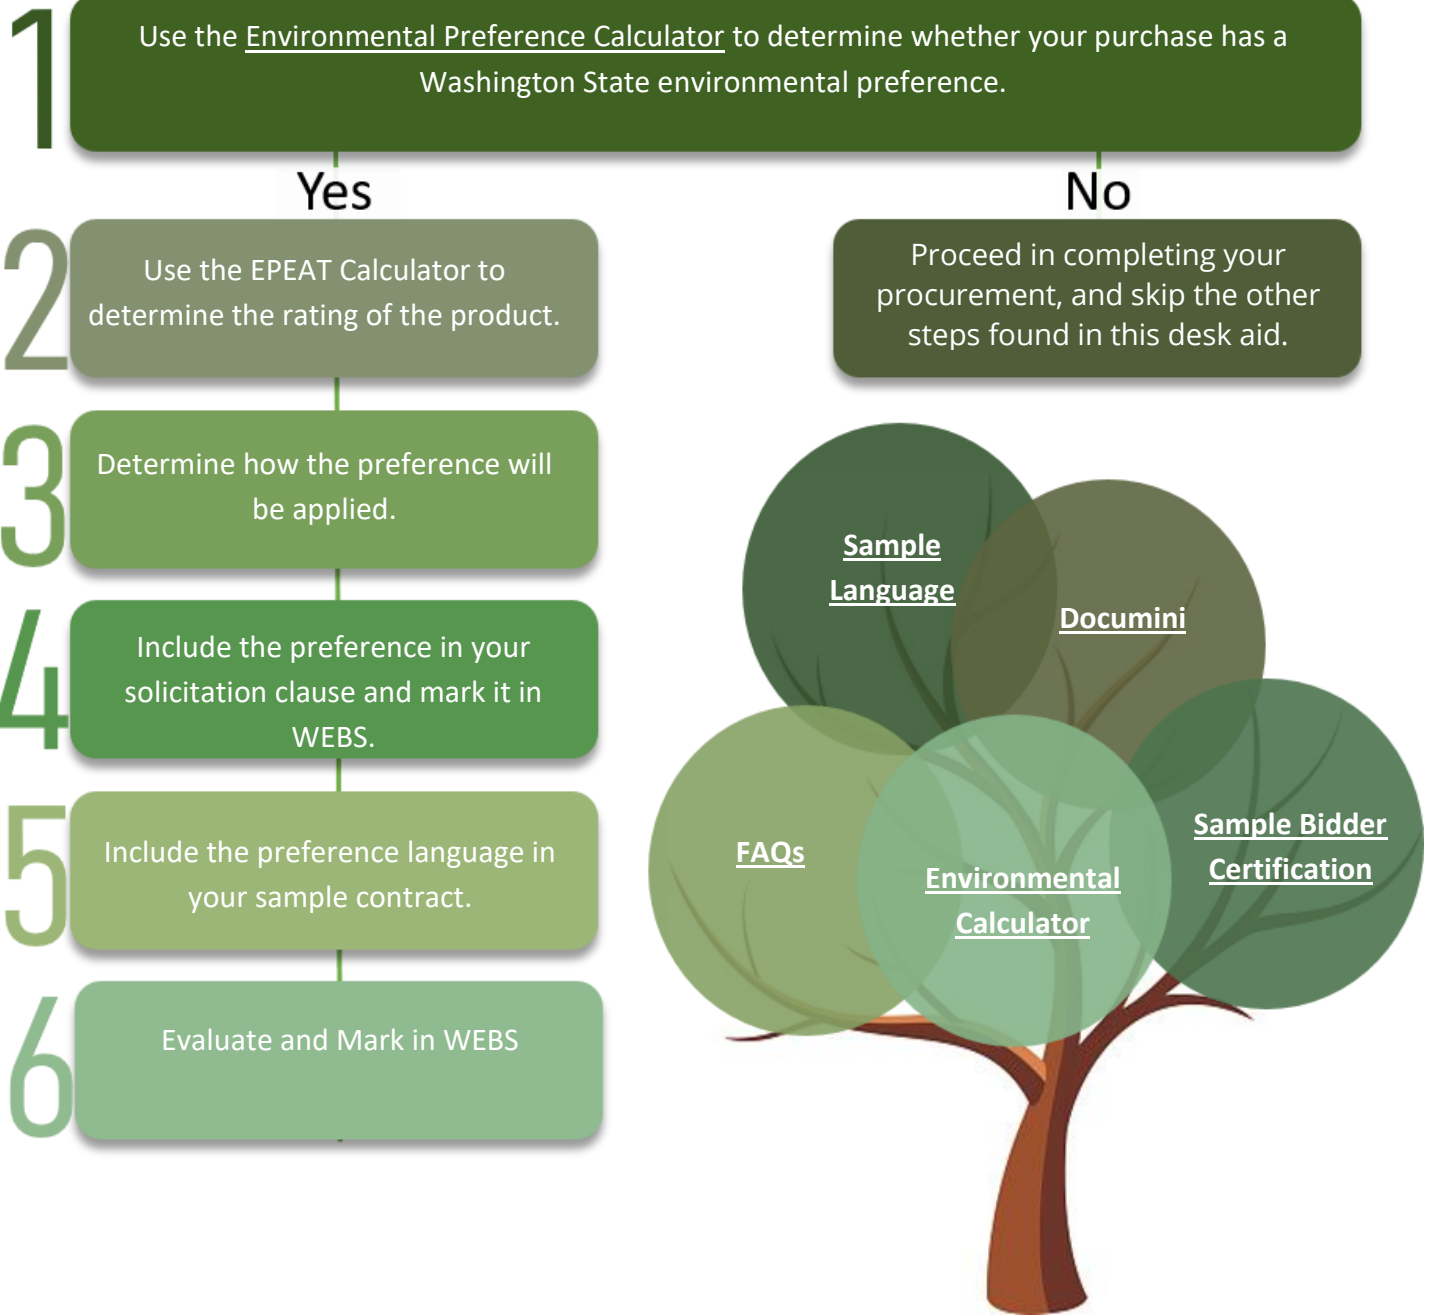 1
Use the Environmental Preference Calculator to determine whether your purchase has a
Washington State environmental preference.
Yes
No
2
Use the EPEAT Calculator to
determine the rating of the product.
Proceed in completing your
procurement, and skip the other
steps found in this desk aid.
3
Determine how the preference will
be applied.
4
Include the preference in your
solicitation clause and mark it in
WEBS.
5
Include the preference language in
your sample contract.
6
Evaluate and Mark in WEBS
Sample
Language
Documini
FAQs
Environmental
Calculator
Sample Bidder
Certification